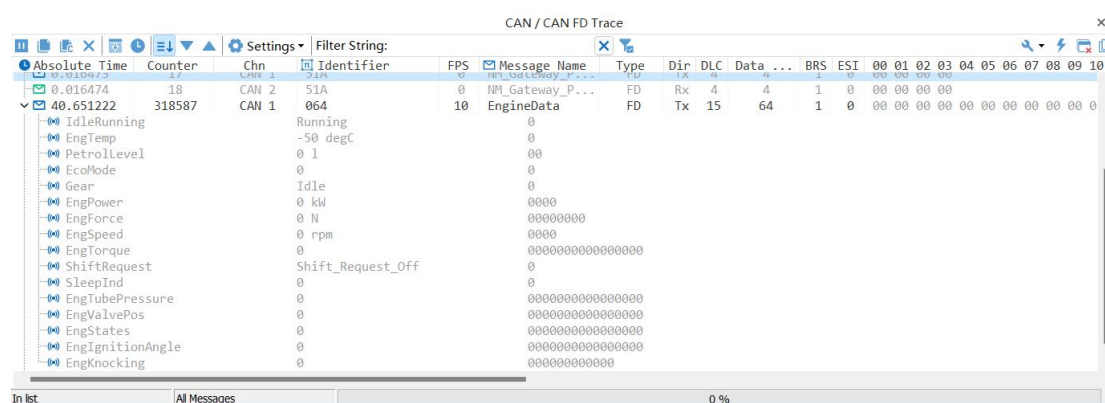 CAN / CAN FD Trace
Settings Filter String:
Absolute Time Counter Chn Identifier FPS Message Name Type Dir DLC Data ... BRS ESI 00 01 02 03 04 05 06 07 08 09 10
0.016473 17 CAN 1 51A 0 NM_Gateway_P... FD Tx 4 4 1 0 00 00 00 00
0.016474 18 CAN 2 51A 0 NM_Gateway_P... FD Rx 4 4 1 0 00 00 00 00
40.651222 318587 CAN 1 064 10 EngineData FD Tx 15 64 1 0 00 00 00 00 00 00 00 00 00 00 0
IdleRunning Running 0
EngTemp -50 degC 0
PetrolLevel 0 l 00
EcoMode 0 0
Gear Idle 0
EngPower 0 kW 0000
EngForce 0 N 00000000
EngSpeed 0 rpm 0000
EngTorque 0 0000000000000000
ShiftRequest Shift_Request_Off 0
SleepInd 0 0
EngTubePressure 0 0000000000000000
EngValvePos 0 0000000000000000
EngStates 0 0000000000000000
EngIgnitionAngle 0 0000000000000000
EngKnocking 0 000000000000
In list All Messages 0 %